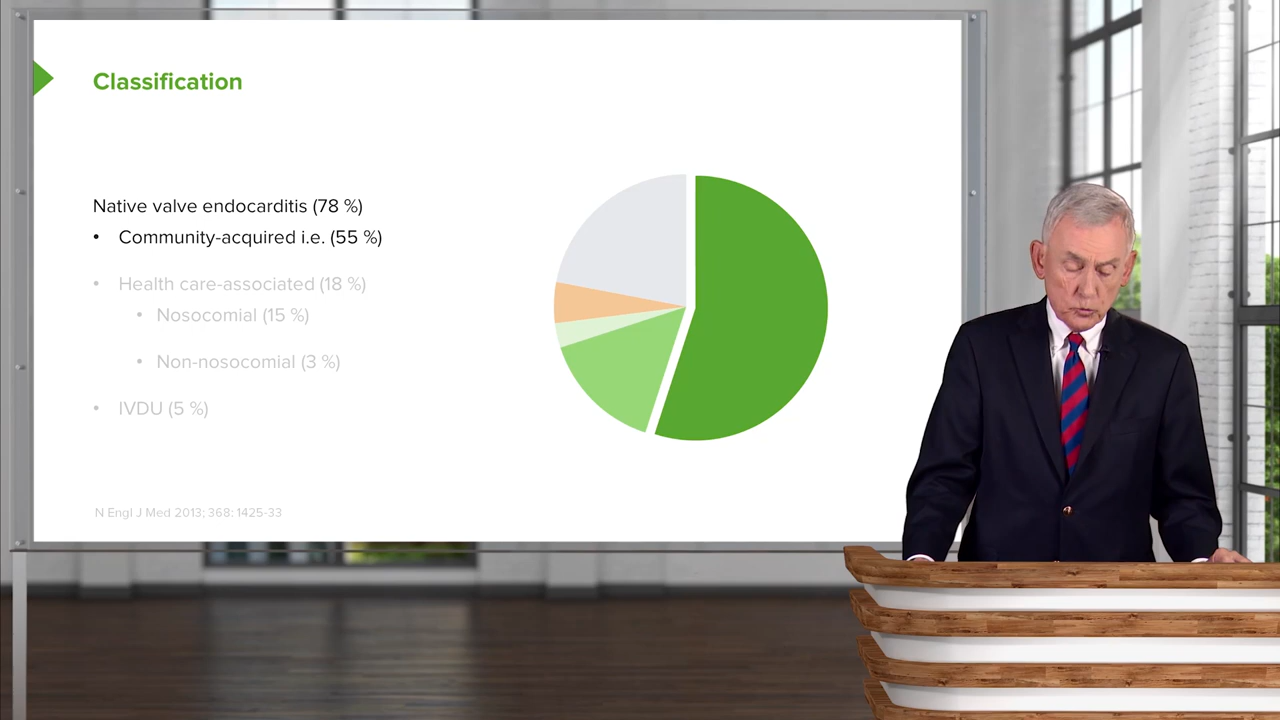 Classification
Native valve endocarditis (78 %)
• Community-acquired i.e. (55 %)
• Health care-associated (18 %)
• Nosocomial (15 %)
• Non-nosocomial (3 %)
• IVDU (5 %)
N Engl J Med 2013; 368: 1425-33